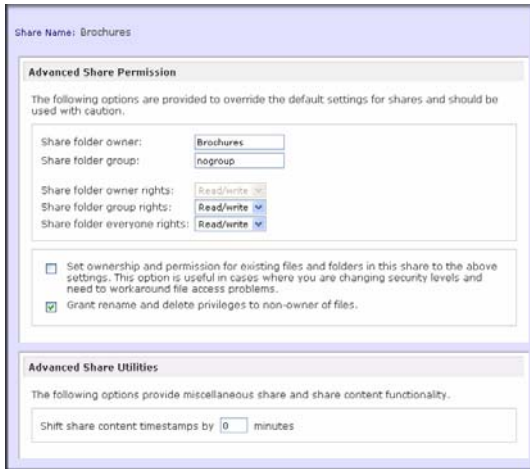 Share Name: Brochures
Advanced Share Permission
The following options are provided to override the default settings for shares and should be
used with caution.
Share folder owner: Brochures
Share folder group: nogroup
Share folder owner rights: Read/write
Share folder group rights: Read/write
Share folder everyone rights: Read/write
Set ownership and permission for existing files and folders in this share to the above
settings. This option is useful in cases where you are changing security levels and
need to workaround file access problems.
Grant rename and delete privileges to non-owner of files.
Advanced Share Utilities
The following options provide miscellaneous share and share content functionality.
Shift share content timestamps by 0 minutes